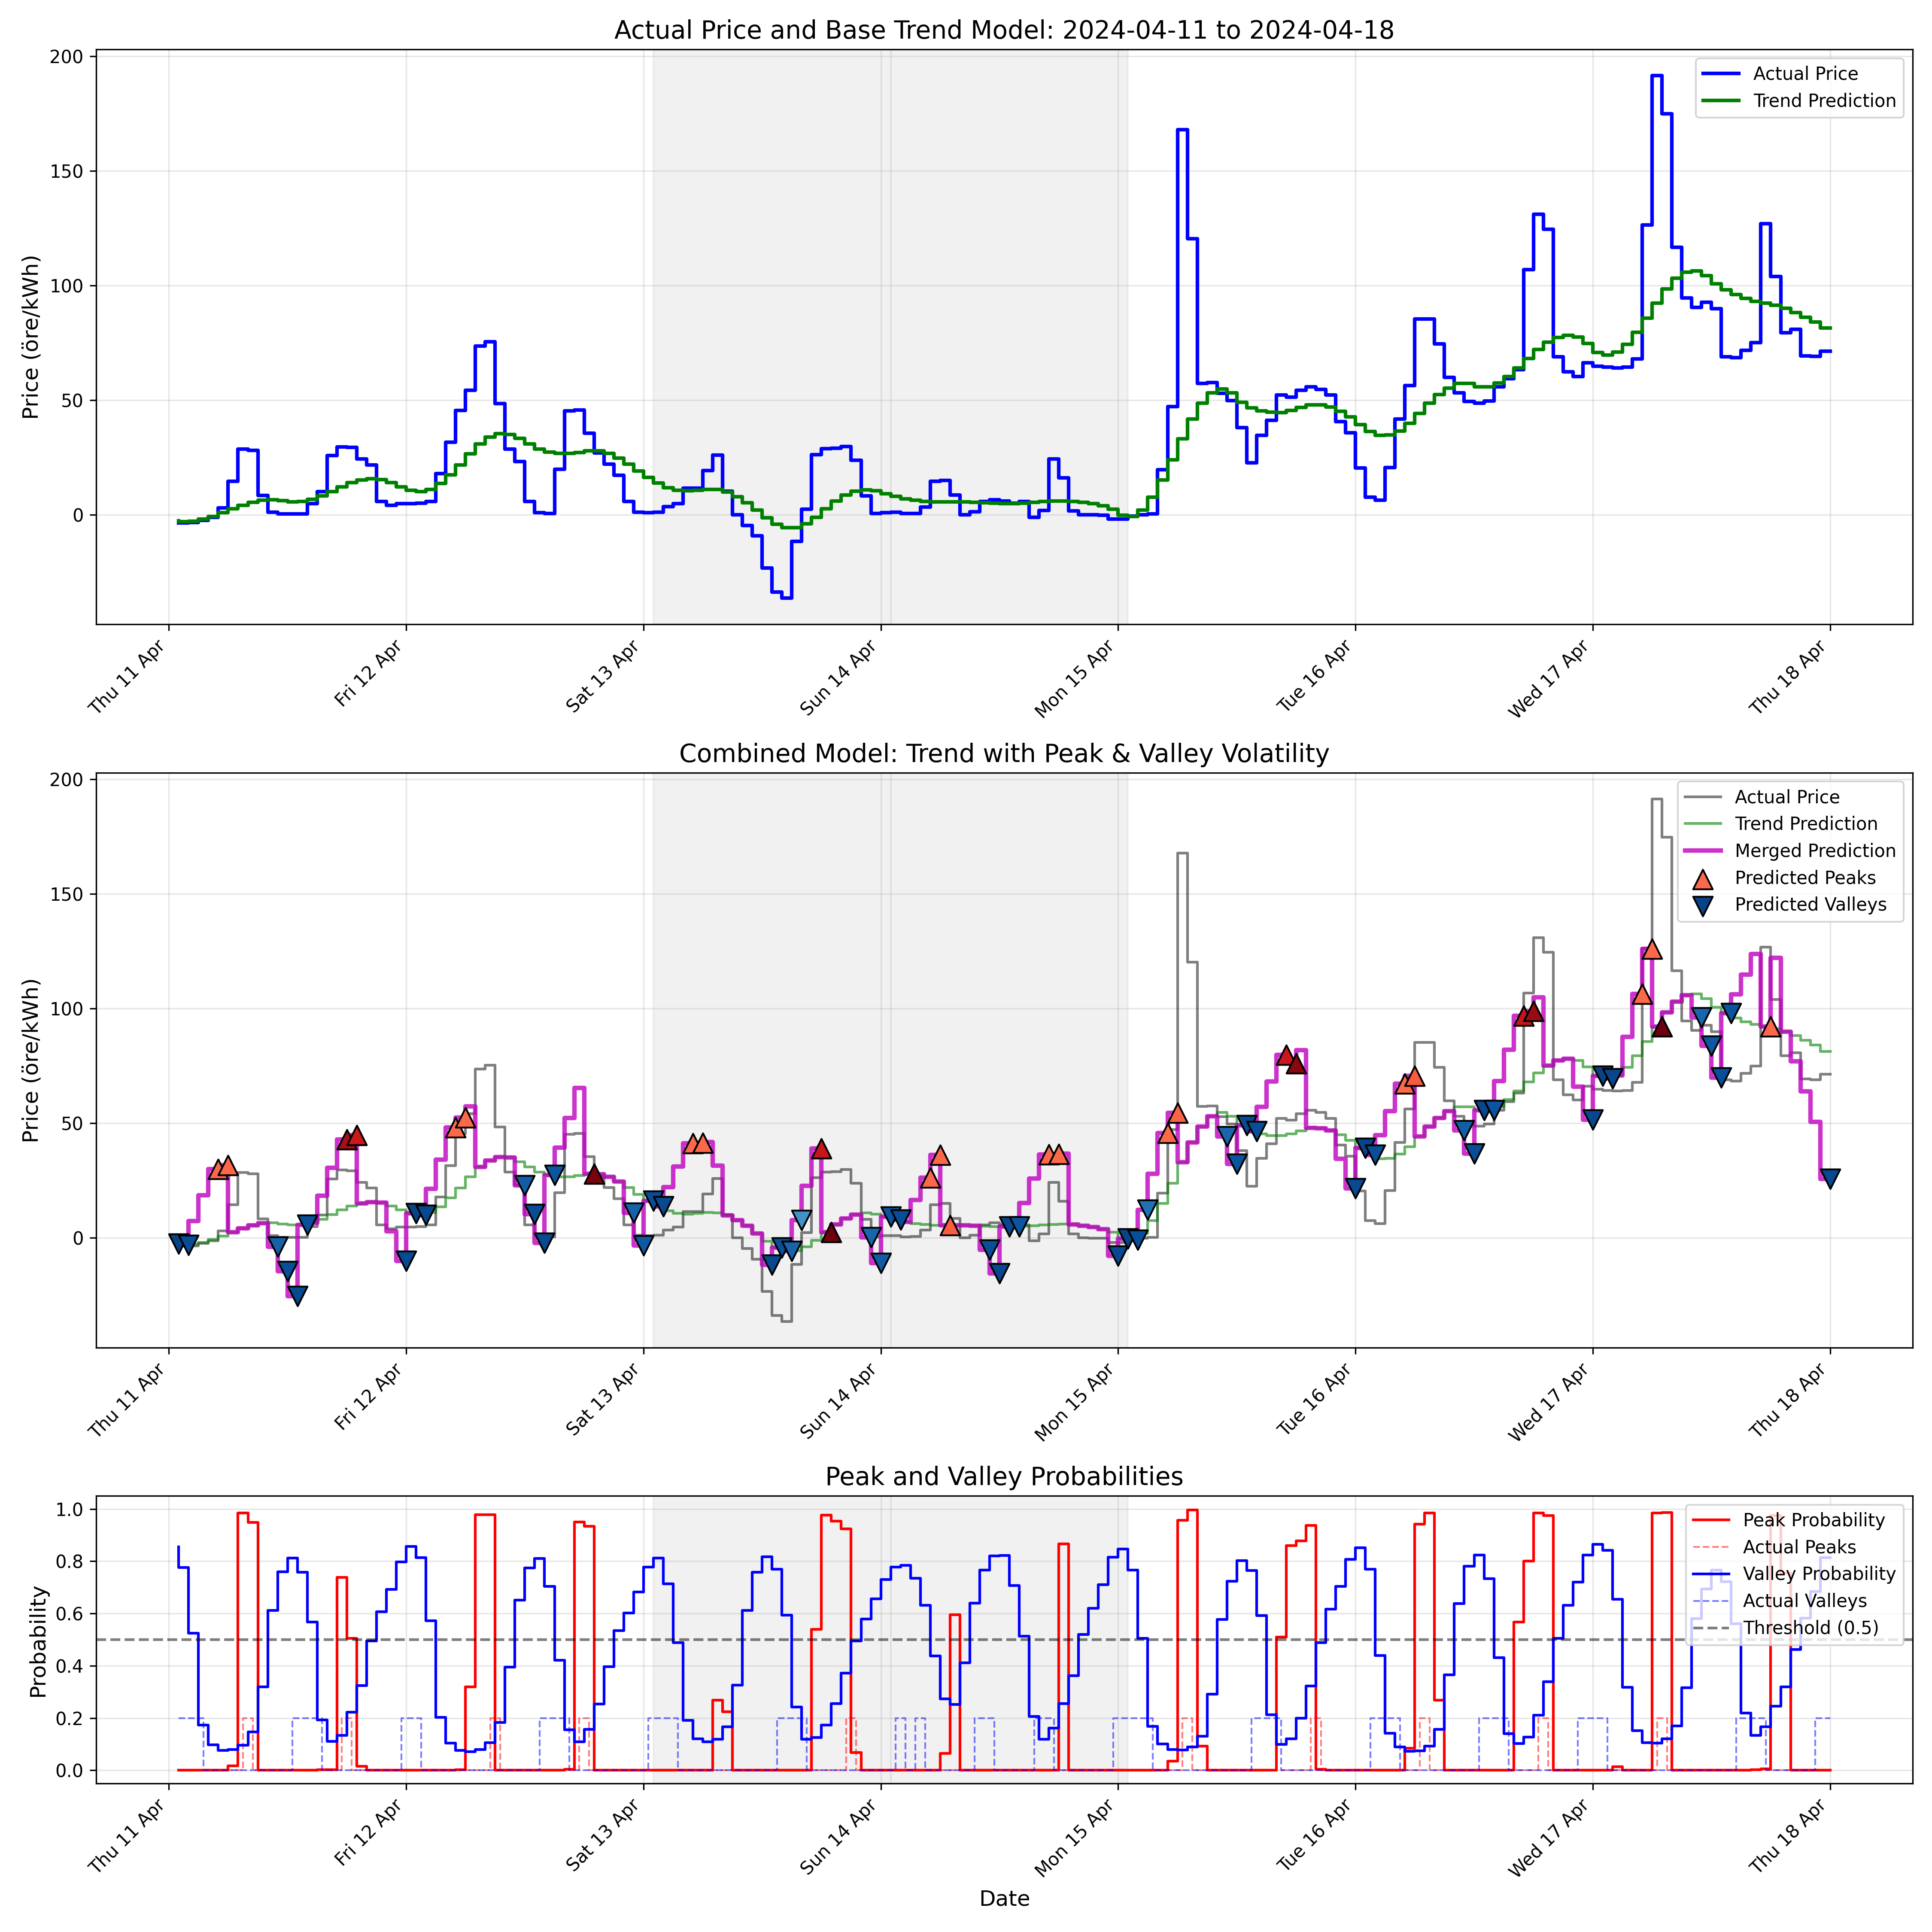 Actual Price and Base Trend Model: 2024-04-11 to 2024-04-18
200
150
100
50
0
Price (öre/kWh)
Actual Price
Trend Prediction
Thu 11 Apr
Fri 12 Apr
Sat 13 Apr
Sun 14 Apr
Mon 15 Apr
Tue 16 Apr
Wed 17 Apr
Thu 18 Apr
Combined Model: Trend with Peak & Valley Volatility
200
150
100
50
0
Price (öre/kWh)
Actual Price
Trend Prediction
Merged Prediction
Predicted Peaks
Predicted Valleys
Thu 11 Apr
Fri 12 Apr
Sat 13 Apr
Sun 14 Apr
Mon 15 Apr
Tue 16 Apr
Wed 17 Apr
Thu 18 Apr
Peak and Valley Probabilities
1.0
0.8
0.6
0.4
0.2
0.0
Probability
Peak Probability
Actual Peaks
Valley Probability
Actual Valleys
Threshold (0.5)
Thu 11 Apr
Fri 12 Apr
Sat 13 Apr
Sun 14 Apr
Mon 15 Apr
Tue 16 Apr
Wed 17 Apr
Thu 18 Apr
Date